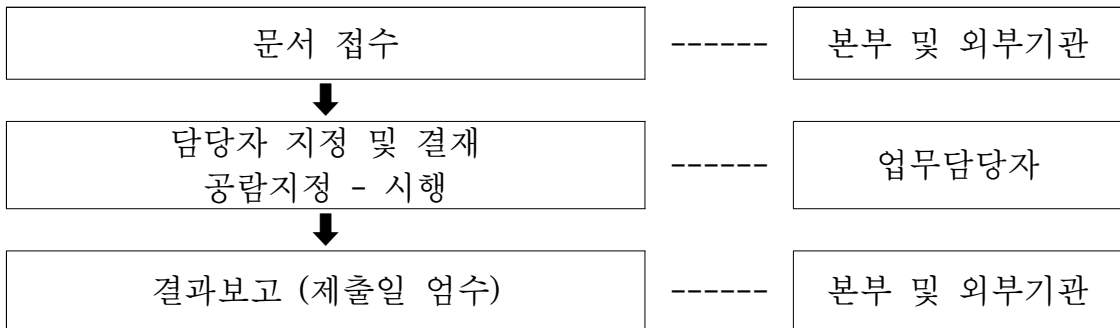 문서 접수 ------ 본부 및 외부기관
담당자 지정 및 결재
공람지정 - 시행 ------ 업무담당자
결과보고 (제출일 엄수) ------ 본부 및 외부기관